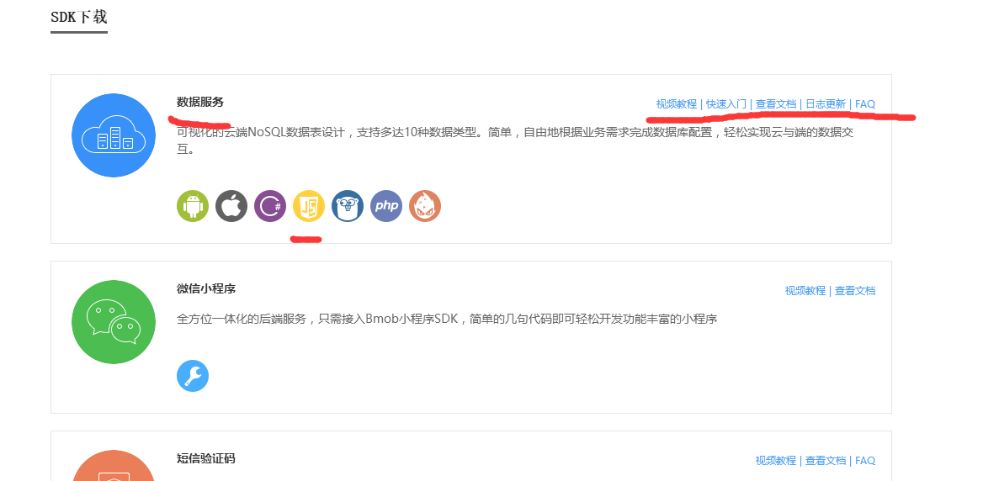 SDK下载
数据服务
视频教程 | 快速入门 | 查看文档 | 日志更新 | FAQ
可视化的云端NoSQL数据表设计，支持多达10种数据类型。简单，自由地根据业务需求完成数据库配置，轻松实现云与端的数据交
互。
C# JS php
微信小程序
视频教程 | 查看文档
全方位一体化的后端服务，只需接入Bmob小程序SDK，简单的几句代码即可轻松开发功能丰富的小程序
短信验证码
视频教程 | 查看文档 | FAQ